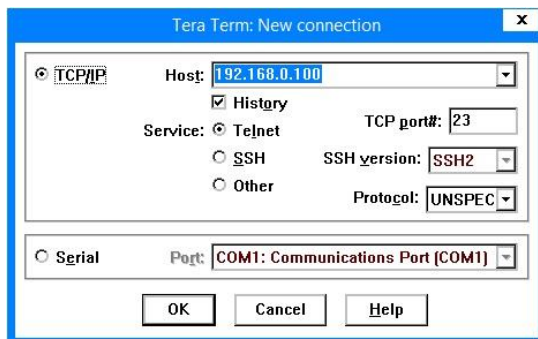 Tera Term: New connection x
TCP/IP Host: 192.168.0.100
History
Service: Telnet TCP port#: 23
SSH SSH version: SSH2
Other Protocol: UNSPEC
Serial Port: COM1: Communications Port (COM1)
OK Cancel Help